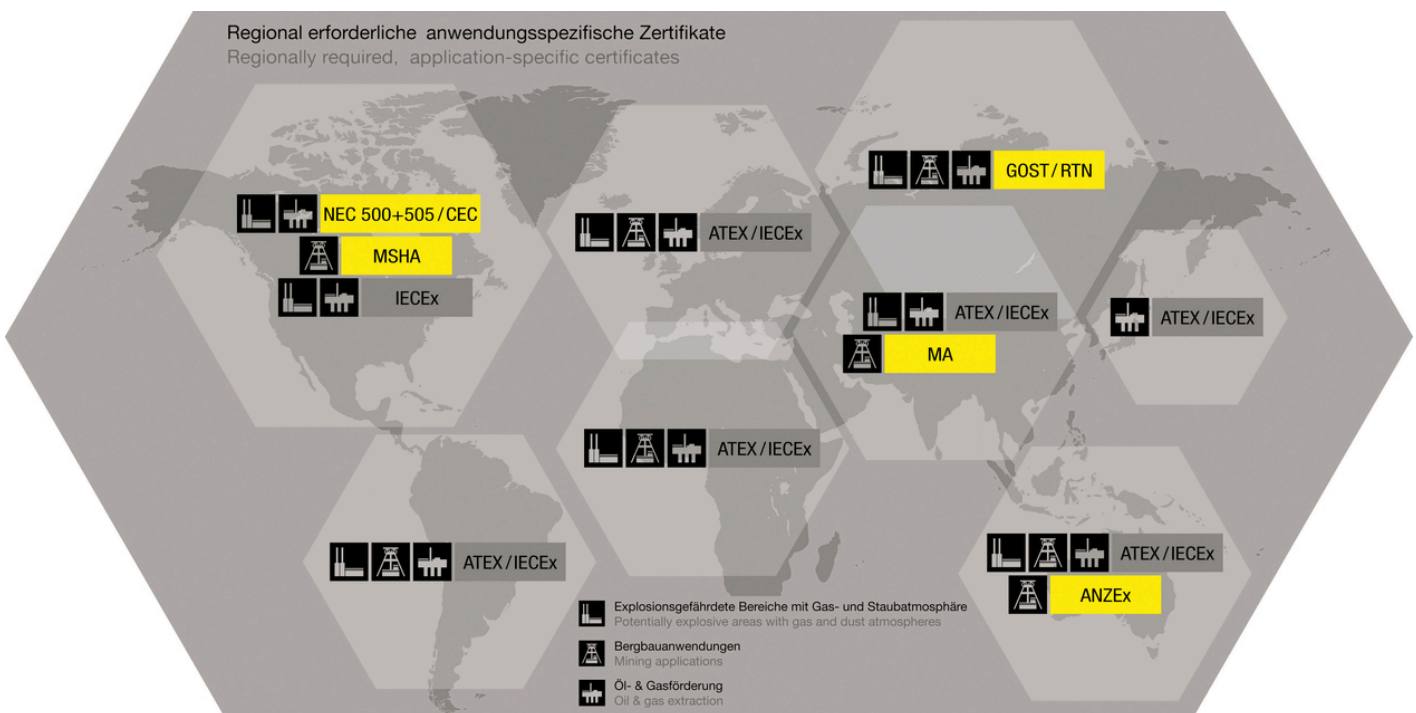 Regional erforderliche anwendungsspezifische Zertifikate
Regionally required, application-specific certificates
GOST/RTN
NEC 500+505/CEC
MSHA
IECEx
ATEX/IECEx
ATEX/IECEx
MA
ATEX/IECEx
ATEX/IECEx
ATEX/IECEx
ATEX/IECEx
ANZEx
Explosionsgefährdete Bereiche mit Gas- und Staubatmosphäre
Potentially explosive areas with gas and dust atmospheres
Bergbauanwendungen
Mining applications
Öl- & Gasförderung
Oil & gas extraction